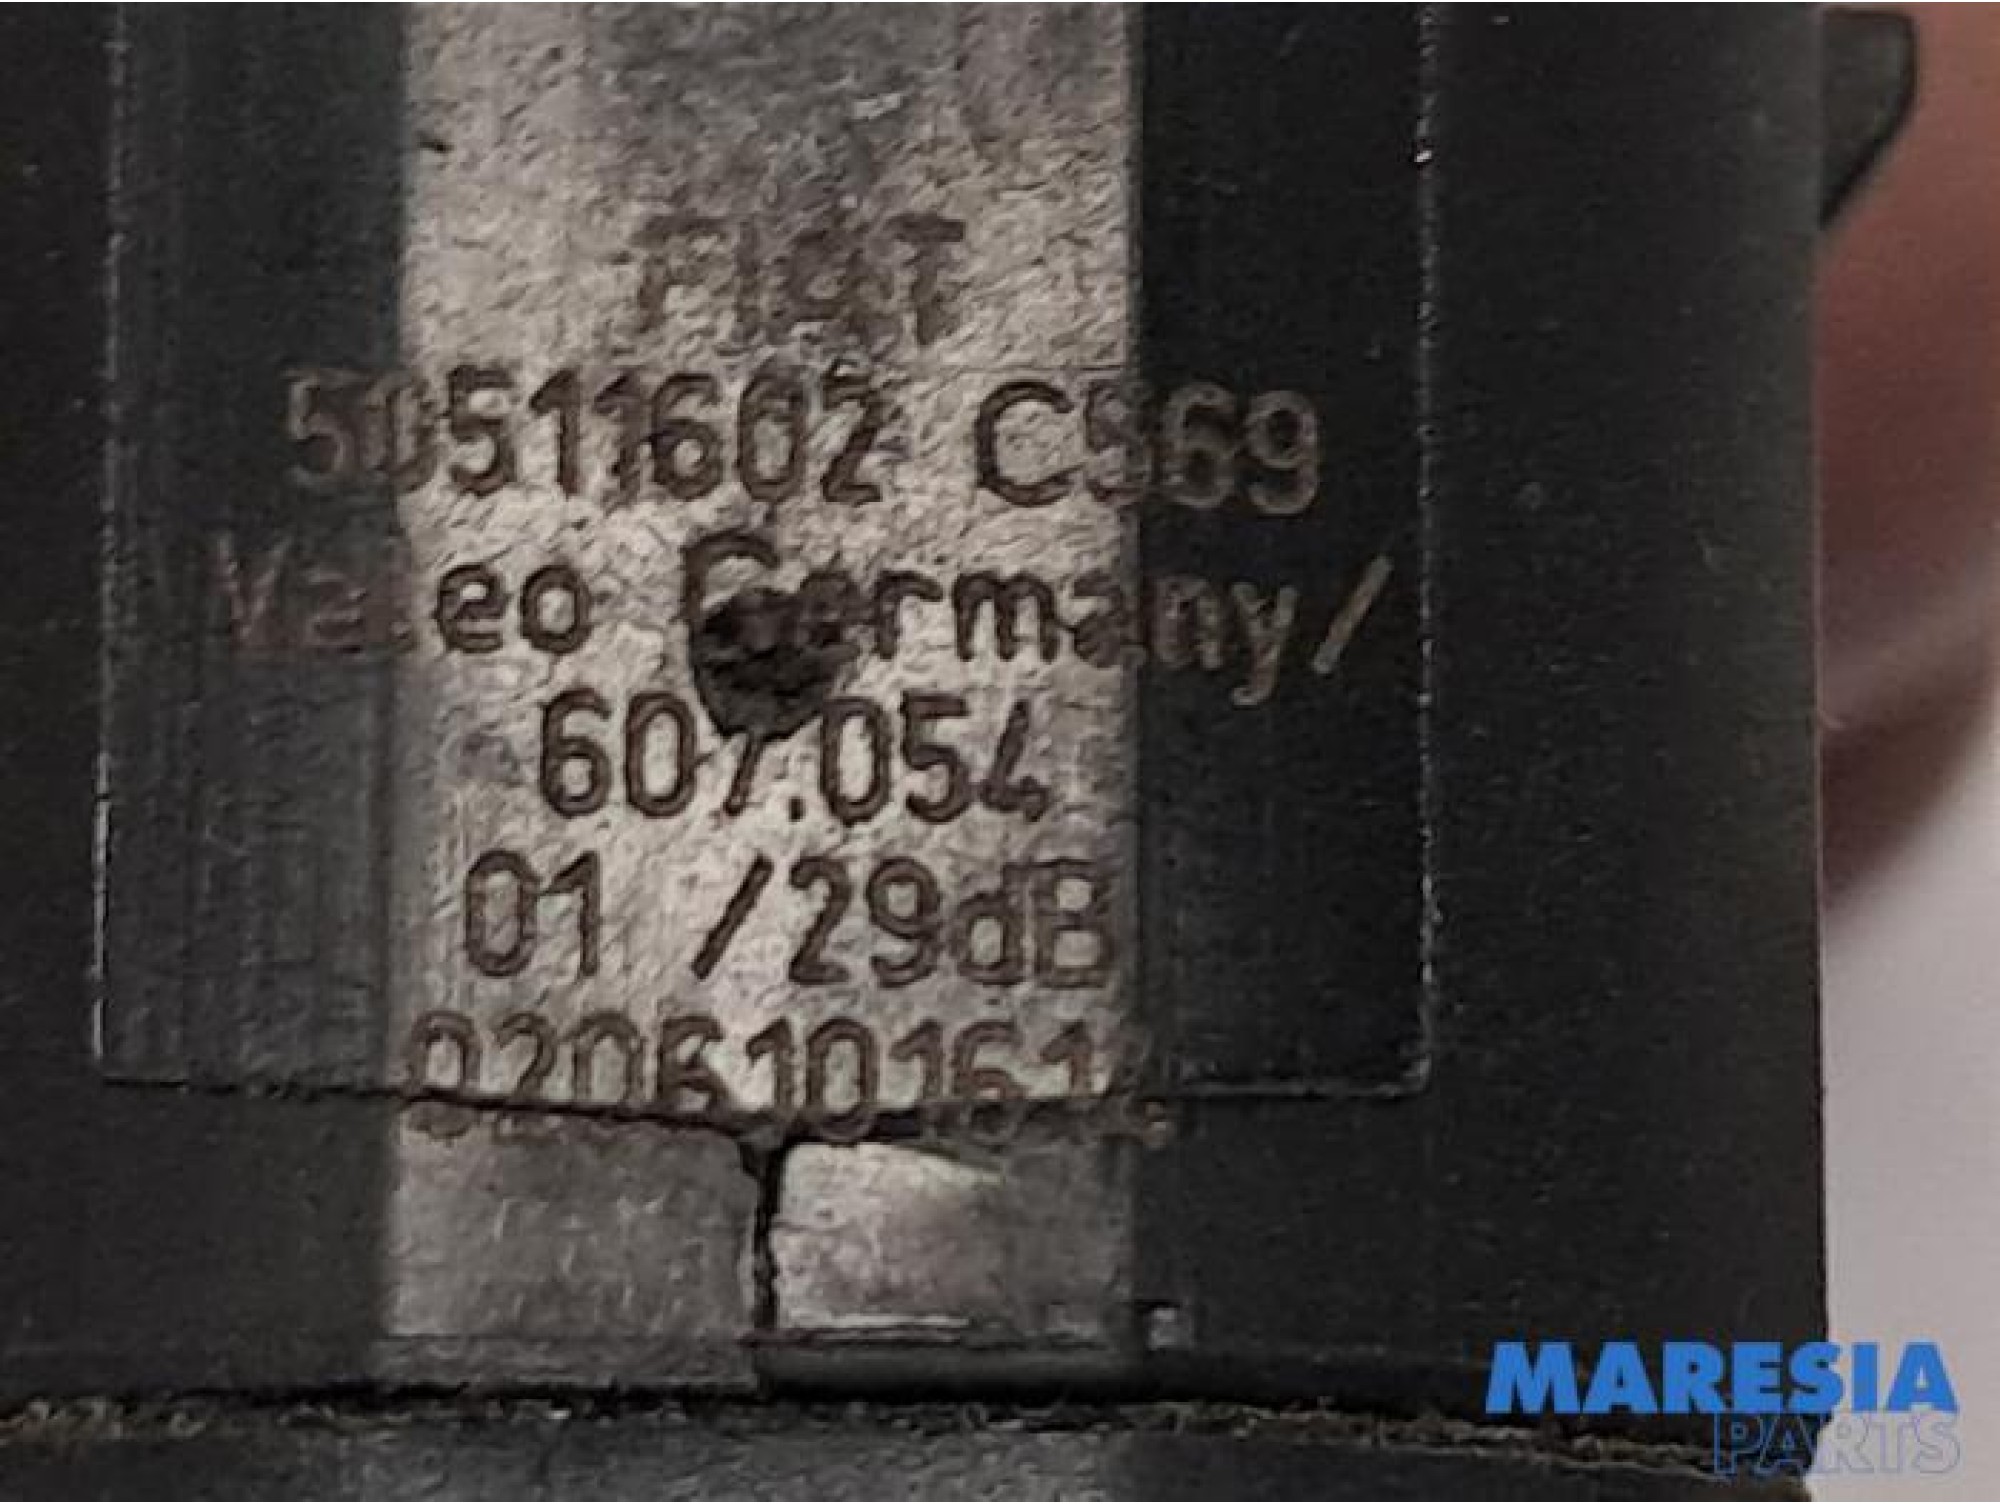 FIAT
50511602 C569
Valeo Germany/
607.054
01 /29dB
MARESIA
PARTS